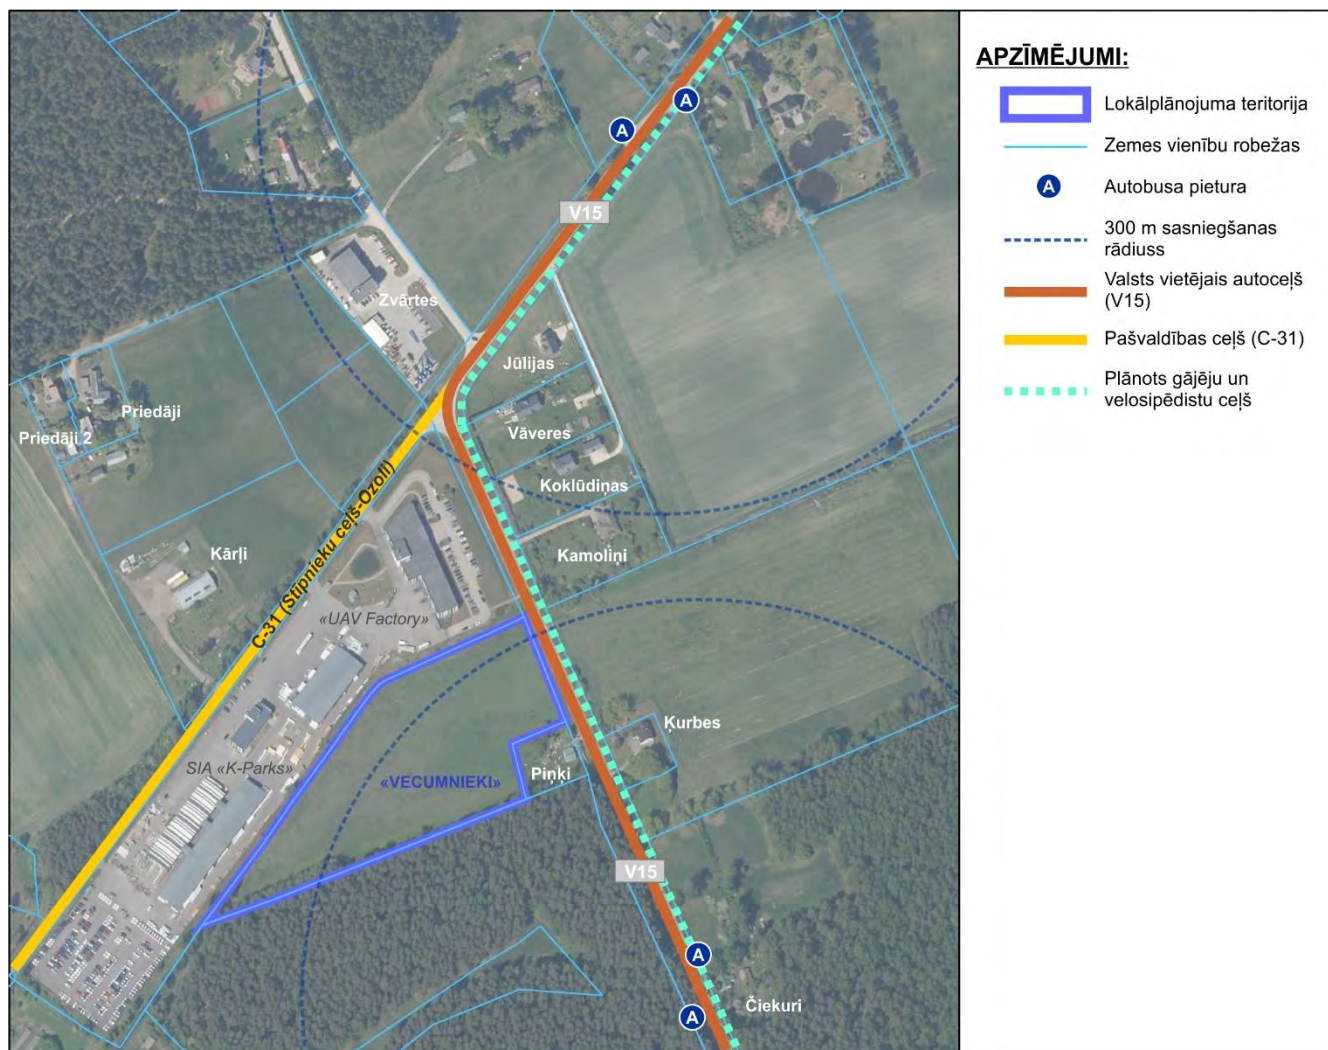 A
A
V15
Zvārtes
Jūlijas
Priedāji
Priedāji 2
Vāveres
Koklūdiņas
Kārļi
Kamoliņi
C-31 (Stipnieku ceļš-Ozoli)
«UAV Factory»
Ķurbes
SIA «K-Parks»
«VECUMNIEKI»
Piņķi
V15
A
Čiekuri
A
APZĪMĒJUMI:
Lokālplānojuma teritorija
Zemes vienību robežas
A
Autobusa pietura
300 m sasniegšanas
rādiuss
Valsts vietējais autoceļš
(V15)
Pašvaldības ceļš (C-31)
Plānots gājēju un
velosipēdistu ceļš